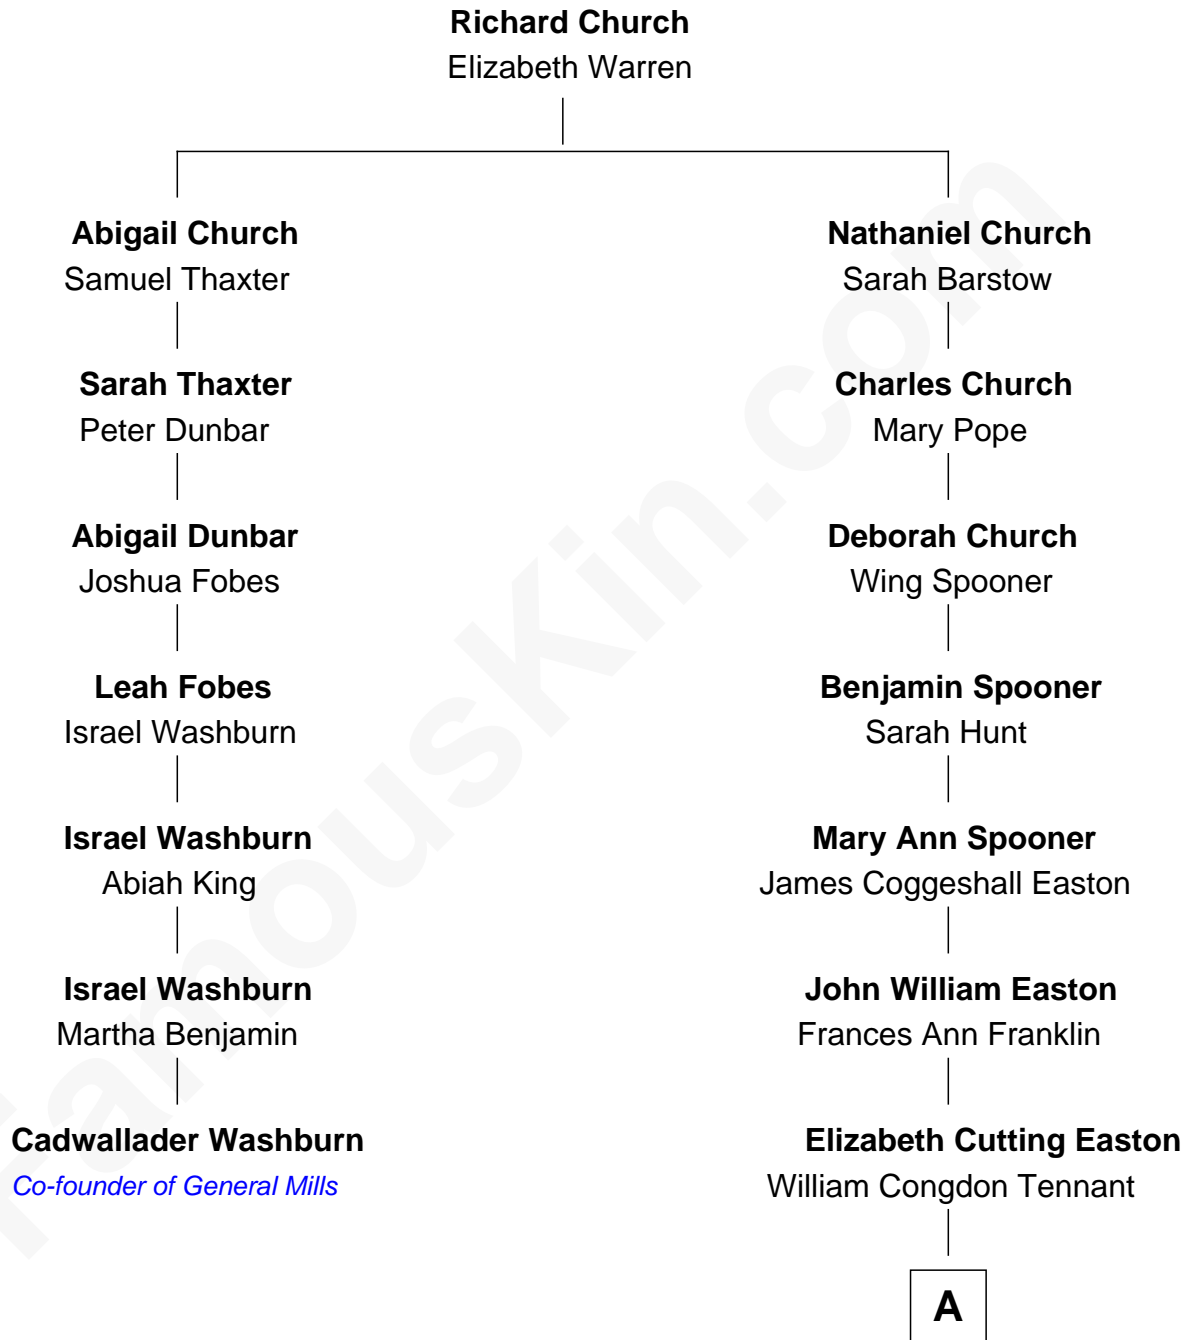 Richard Church
Elizabeth Warren
Abigail Church
Samuel Thaxter
Nathaniel Church
Sarah Barstow
Sarah Thaxter
Peter Dunbar
Charles Church
Mary Pope
Abigail Dunbar
Joshua Fobes
Deborah Church
Wing Spooner
Leah Fobes
Israel Washburn
Benjamin Spooner
Sarah Hunt
Israel Washburn
Abiah King
Mary Ann Spooner
James Coggeshall Easton
Israel Washburn
Martha Benjamin
John William Easton
Frances Ann Franklin
Cadwallader Washburn
Co-founder of General Mills
Elizabeth Cutting Easton
William Congdon Tennant
A
FamousKin.com